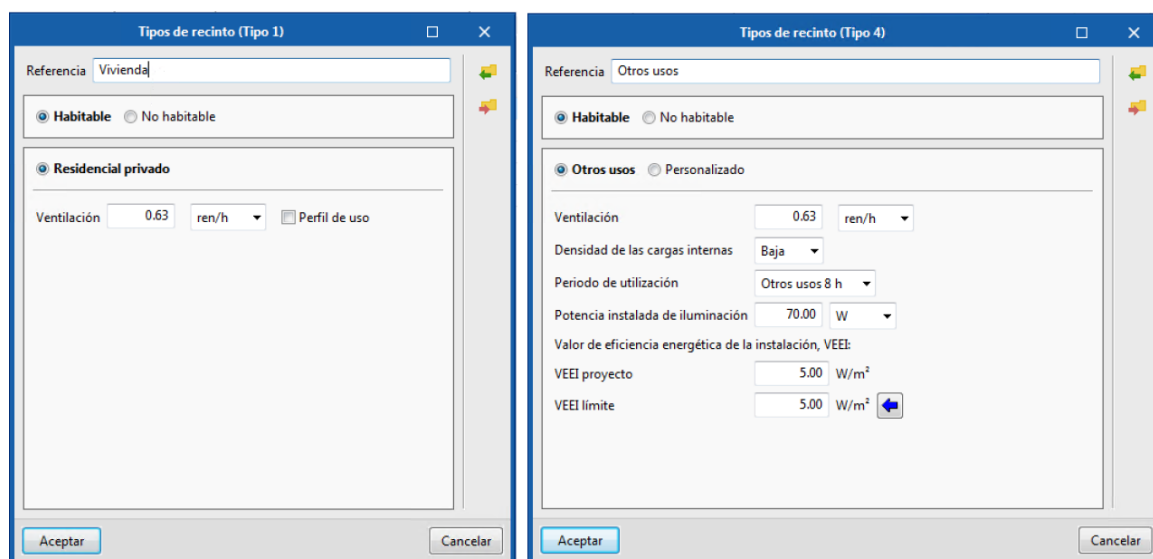 Tipos de recinto (Tipo 1)
Referencia Vivienda
Habitable No habitable
Residencial privado
Ventilación 0.63 ren/h Perfil de uso
Aceptar Cancelar
Tipos de recinto (Tipo 4)
Referencia Otros usos
Habitable No habitable
Otros usos Personalizado
Ventilación 0.63 ren/h
Densidad de las cargas internas Baja
Periodo de utilización Otros usos 8 h
Potencia instalada de iluminación 70.00 W
Valor de eficiencia energética de la instalación, VEEI:
VEEI proyecto 5.00 W/m²
VEEI límite 5.00 W/m²
Aceptar Cancelar